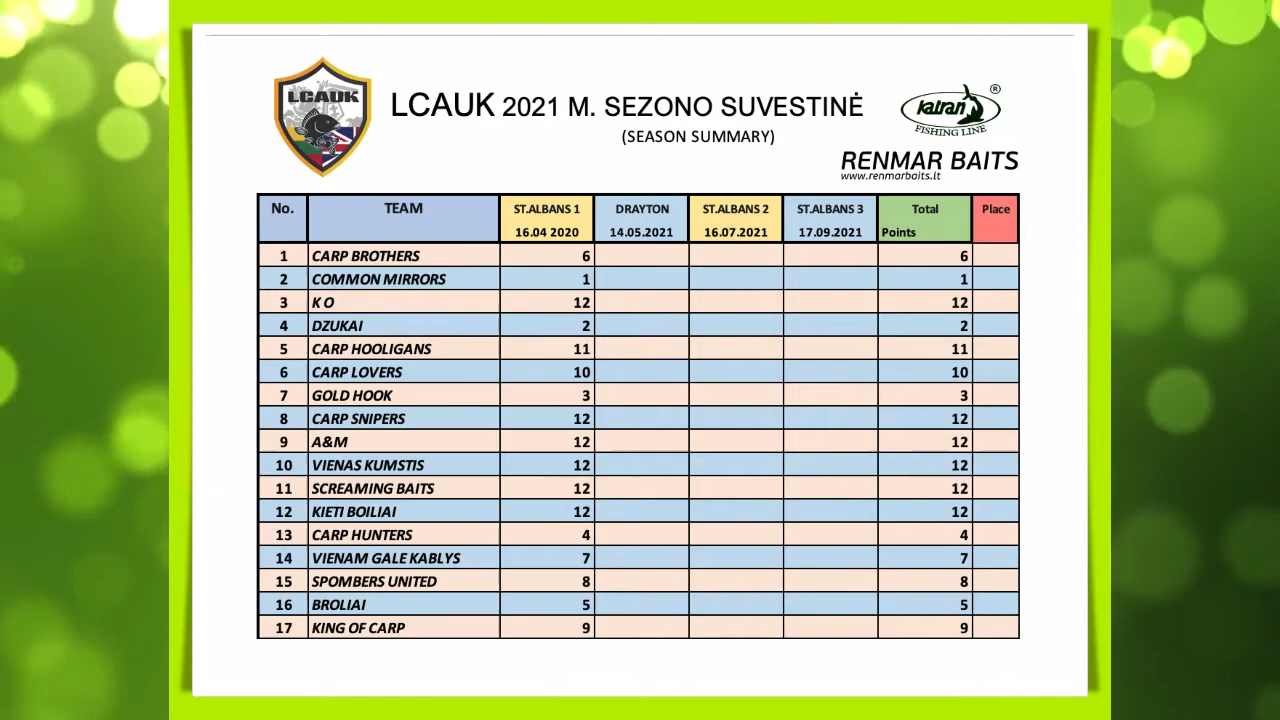 LCAUK
LCAUK 2021 M. SEZONO SUVESTINĖ
(SEASON SUMMARY)
katran ®
FISHING LINE
RENMAR BAITS
www.renmarbaits.lt
No. TEAM ST.ALBANS 1 DRAYTON ST.ALBANS 2 ST.ALBANS 3 Total Place
16.04 2020 14.05.2021 16.07.2021 17.09.2021 Points
1 CARP BROTHERS 6 6
2 COMMON MIRRORS 1 1
3 K O 12 12
4 DZUKAI 2 2
5 CARP HOOLIGANS 11 11
6 CARP LOVERS 10 10
7 GOLD HOOK 3 3
8 CARP SNIPERS 12 12
9 A&M 12 12
10 VIENAS KUMSTIS 12 12
11 SCREAMING BAITS 12 12
12 KIETI BOILIAI 12 12
13 CARP HUNTERS 4 4
14 VIENAM GALE KABLYS 7 7
15 SPOMBERS UNITED 8 8
16 BROLIAI 5 5
17 KING OF CARP 9 9